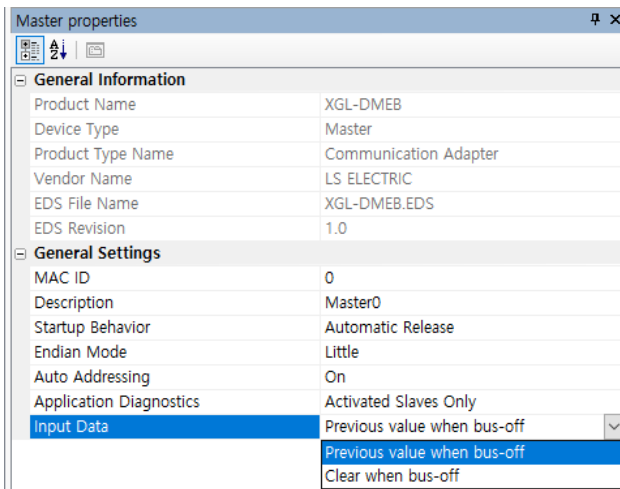 Master properties
General Information
Product Name XGL-DMEB
Device Type Master
Product Type Name Communication Adapter
Vendor Name LS ELECTRIC
EDS File Name XGL-DMEB.EDS
EDS Revision 1.0
General Settings
MAC ID 0
Description Master0
Startup Behavior Automatic Release
Endian Mode Little
Auto Addressing On
Application Diagnostics Activated Slaves Only
Input Data Previous value when bus-off
Previous value when bus-off
Clear when bus-off